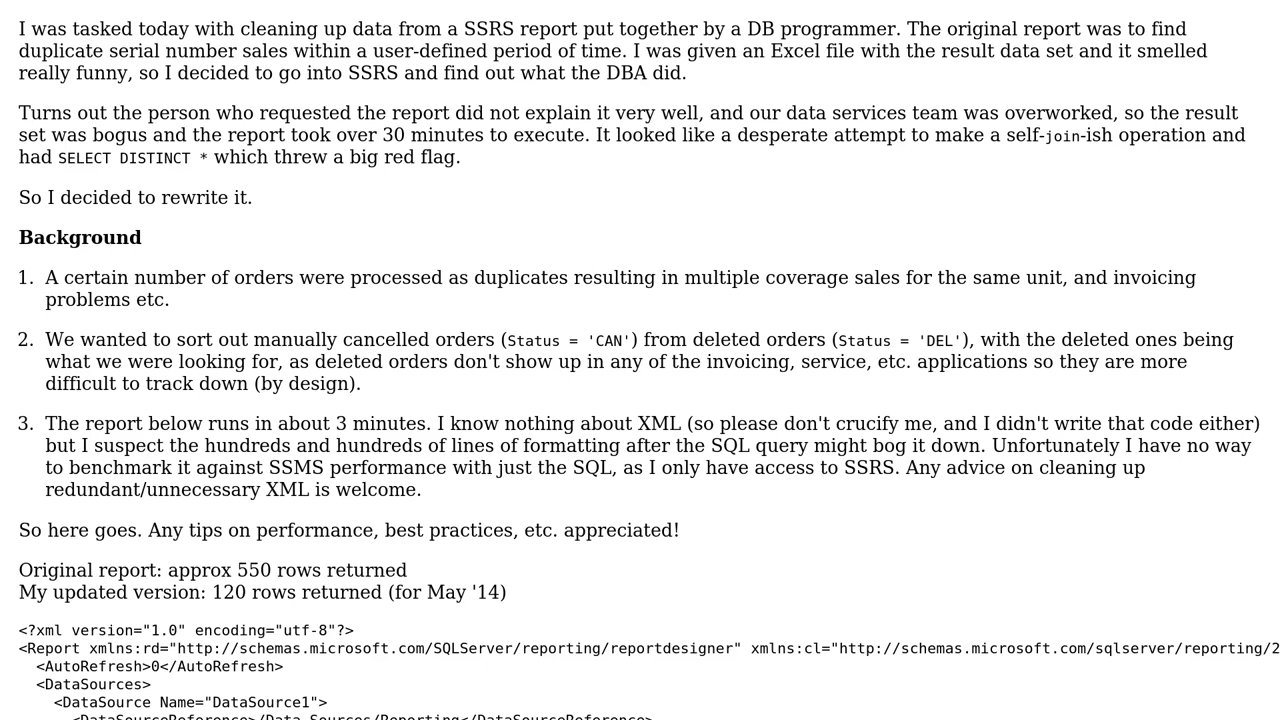 I was tasked today with cleaning up data from a SSRS report put together by a DB programmer. The original report was to find
duplicate serial number sales within a user-defined period of time. I was given an Excel file with the result data set and it smelled
really funny, so I decided to go into SSRS and find out what the DBA did.
Turns out the person who requested the report did not explain it very well, and our data services team was overworked, so the result
set was bogus and the report took over 30 minutes to execute. It looked like a desperate attempt to make a self-join-ish operation and
had SELECT DISTINCT * which threw a big red flag.
So I decided to rewrite it.
Background
1. A certain number of orders were processed as duplicates resulting in multiple coverage sales for the same unit, and invoicing
problems etc.
2. We wanted to sort out manually cancelled orders (Status = 'CAN') from deleted orders (Status = 'DEL'), with the deleted ones being
what we were looking for, as deleted orders don't show up in any of the invoicing, service, etc. applications so they are more
difficult to track down (by design).
3. The report below runs in about 3 minutes. I know nothing about XML (so please don't crucify me, and I didn't write that code either)
but I suspect the hundreds and hundreds of lines of formatting after the SQL query might bog it down. Unfortunately I have no way
to benchmark it against SSMS performance with just the SQL, as I only have access to SSRS. Any advice on cleaning up
redundant/unnecessary XML is welcome.
So here goes. Any tips on performance, best practices, etc. appreciated!
Original report: approx 550 rows returned
My updated version: 120 rows returned (for May '14)
<?xml version="1.0" encoding="utf-8"?>
<Report xmlns:rd="http://schemas.microsoft.com/SQLServer/reporting/reportdesigner" xmlns:cl="http://schemas.microsoft.com/sqlserver/reporting/2
<AutoRefresh>0</AutoRefresh>
<DataSources>
<DataSource Name="DataSource1">
<DataSourceReference>/Data Sources/Reporting</DataSourceReference>